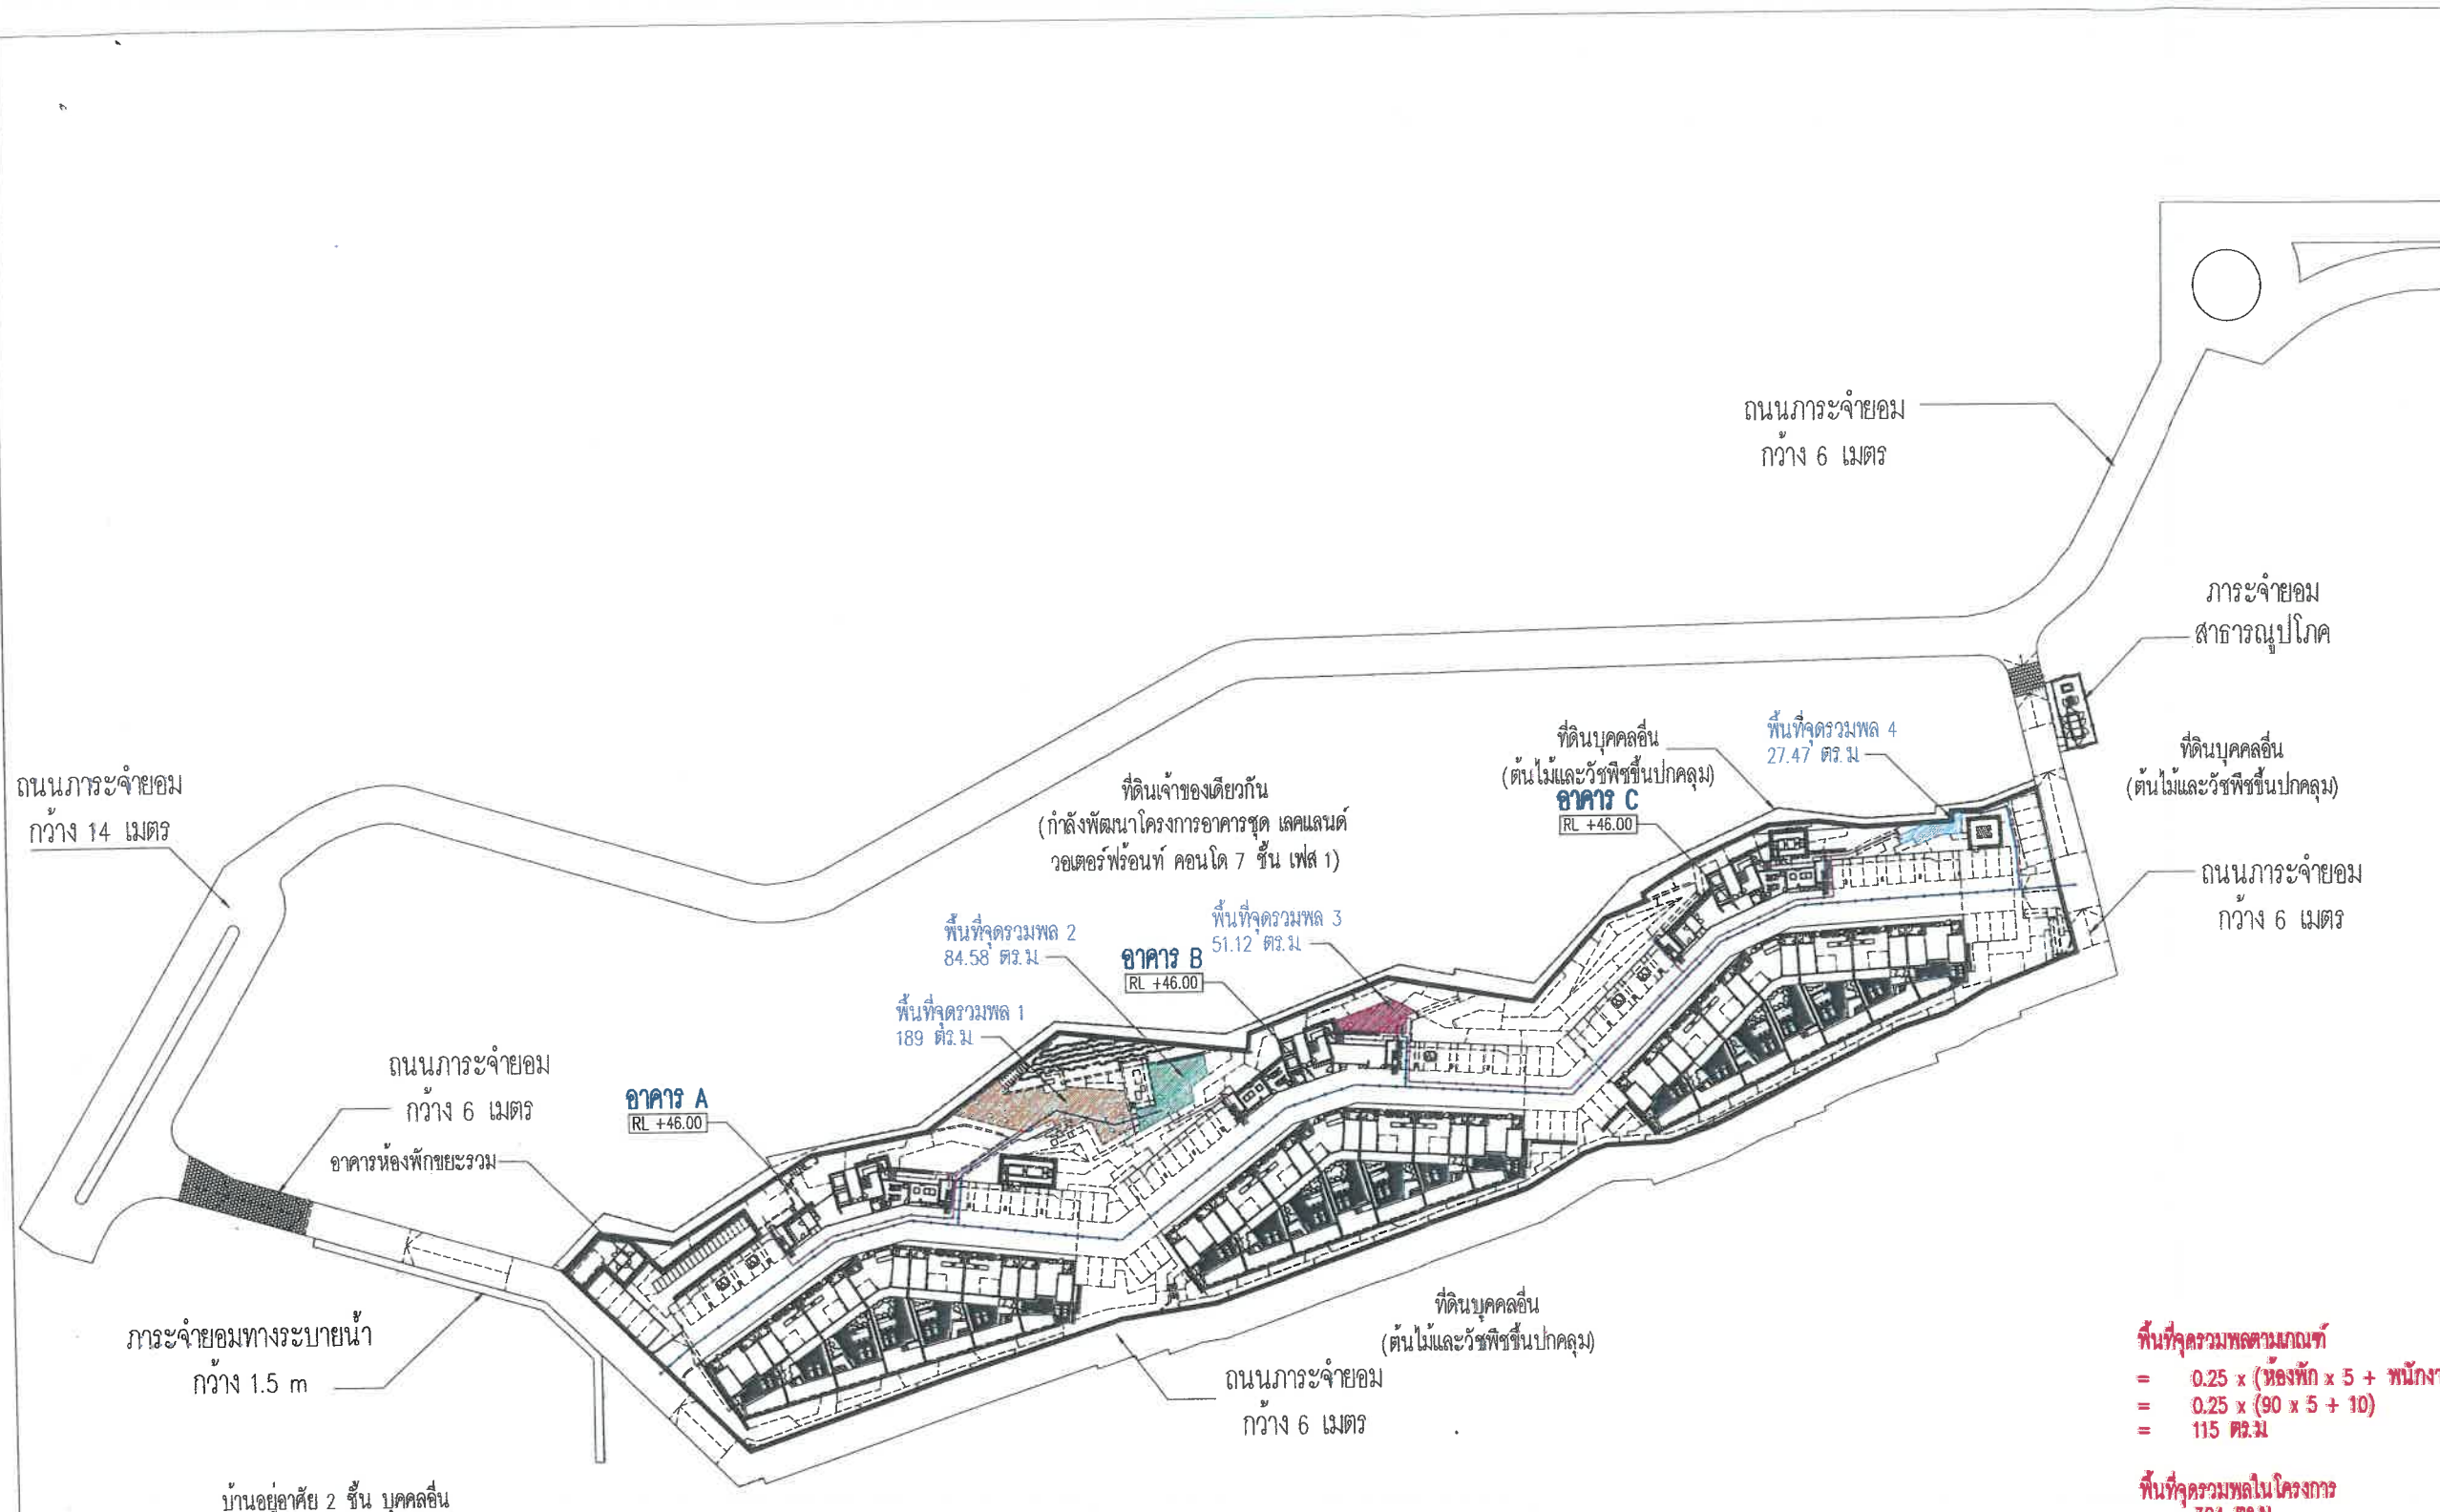 ถนนภาระจำยอม
กว้าง 6 เมตร
ภาระจำยอม
สาธารณูปโภค
ที่ดินบุคคลอื่น
(ต้นไม้และวัชพืชขึ้นปกคลุม)
พื้นที่จุดรวมพล 4
27.47 ตร.ม
ที่ดินบุคคลอื่น
(ต้นไม้และวัชพืชขึ้นปกคลุม)
อาคาร C
RL +46.00
ถนนภาระจำยอม
กว้าง 14 เมตร
ที่ดินเจ้าของเดียวกัน
(กำลังพัฒนาโครงการอาคารชุด เลคแลนด์
วอเตอร์ฟร้อนท์ คอนโด 7 ชั้น เฟส 1)
ถนนภาระจำยอม
กว้าง 6 เมตร
พื้นที่จุดรวมพล 2
84.58 ตร.ม
พื้นที่จุดรวมพล 3
51.12 ตร.ม
อาคาร B
RL +46.00
พื้นที่จุดรวมพล 1
189 ตร.ม
ถนนภาระจำยอม
กว้าง 6 เมตร
อาคาร A
RL +46.00
อาคารห้องพักขยะรวม
ภาระจำยอมทางระบายน้ำ
กว้าง 1.5 m
ที่ดินบุคคลอื่น
(ต้นไม้และวัชพืชขึ้นปกคลุม)
ถนนภาระจำยอม
กว้าง 6 เมตร
พื้นที่จุดรวมพลตามเกณฑ์
= 0.25 x (ห้องพัก x 5 +
= 0.25 x (90 x 5 + 10)
= 115 ตร.ม
พื้นที่จุดรวมพลในโครงการ
บ้านอยู่อาศัย 2 ชั้น บุคคลอื่น